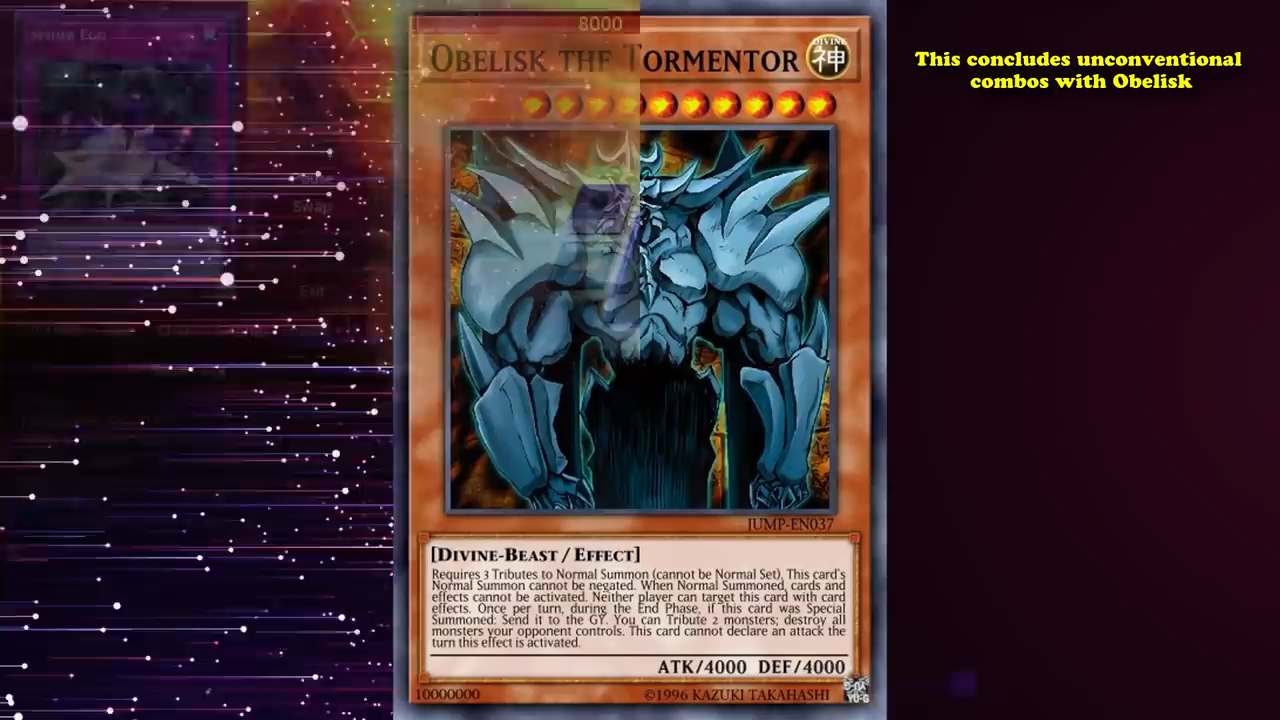 8000
OBELISK THE TORMENTOR
DIVINE
神
This concludes unconventional
combos with Obelisk
Swap
Exit
JUMP-EN037
[DIVINE-BEAST / EFFECT]
Requires 3 Tributes to Normal Summon (cannot be Normal Set). This card's
Normal Summon cannot be negated. When Normal Summoned, cards and
effects cannot be activated. Neither player can target this card with card
effects. Once per turn, during the End Phase, if this card was Special
Summoned: Send it to the GY. You can Tribute 2 monsters; destroy all
monsters your opponent controls. This card cannot declare an attack the
turn this effect is activated.
ATK/4000 DEF/4000
10000000
©1996 KAZUKI TAKAHASHI